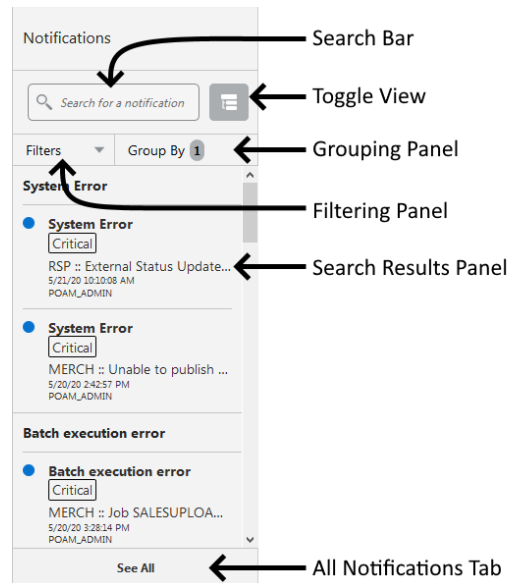 Notifications
Search Bar
Search for a notification
Toggle View
Filters
Group By 1
Grouping Panel
System Error
Filtering Panel
System Error
Critical
RSP :: External Status Update...
Search Results Panel
5/21/20 10:10:08 AM
POAM_ADMIN
System Error
Critical
MERCH :: Unable to publish ...
5/20/20 2:42:57 PM
POAM_ADMIN
Batch execution error
Batch execution error
Critical
MERCH :: Job SALESUPLOA...
5/20/20 3:28:14 PM
POAM_ADMIN
See All
All Notifications Tab